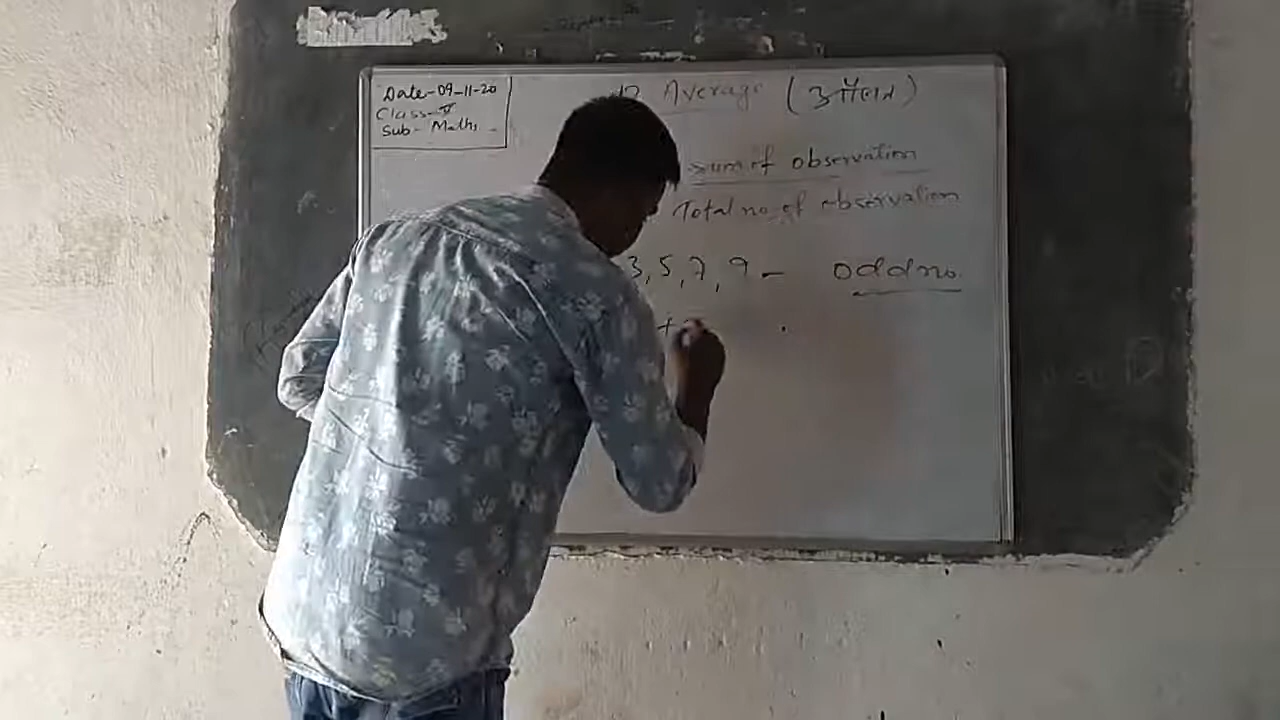 Date-09-11-20
Class-V
Sub- Maths
Average (औसत)
sum of observation
Total no. of observation
3, 5, 7, 9 - odd no.
+